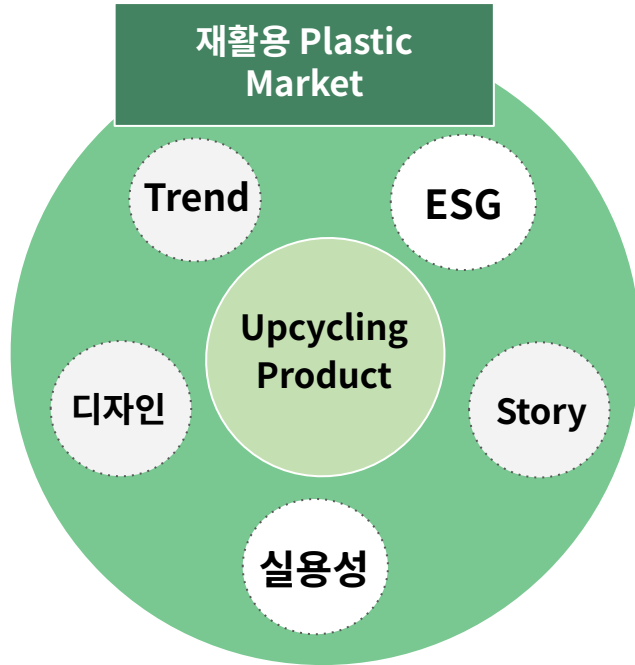 재활용 Plastic
Market
Trend
ESG
Upcycling
Product
디자인
Story
실용성